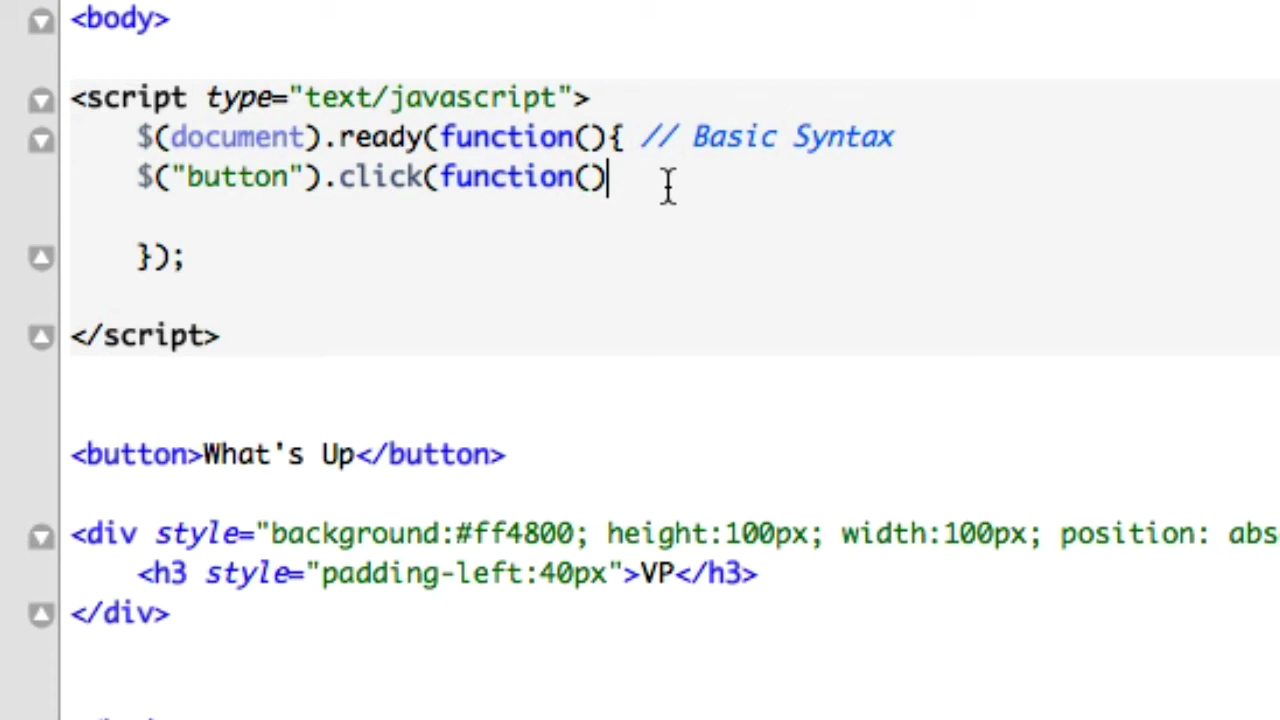 <body>
<script type="text/javascript">
$(document).ready(function(){ // Basic Syntax
$("button").click(function()
});
</script>
<button>What's Up</button>
<div style="background:#ff4800; height:100px; width:100px; position: abs
<h3 style="padding-left:40px">VP</h3>
</div>